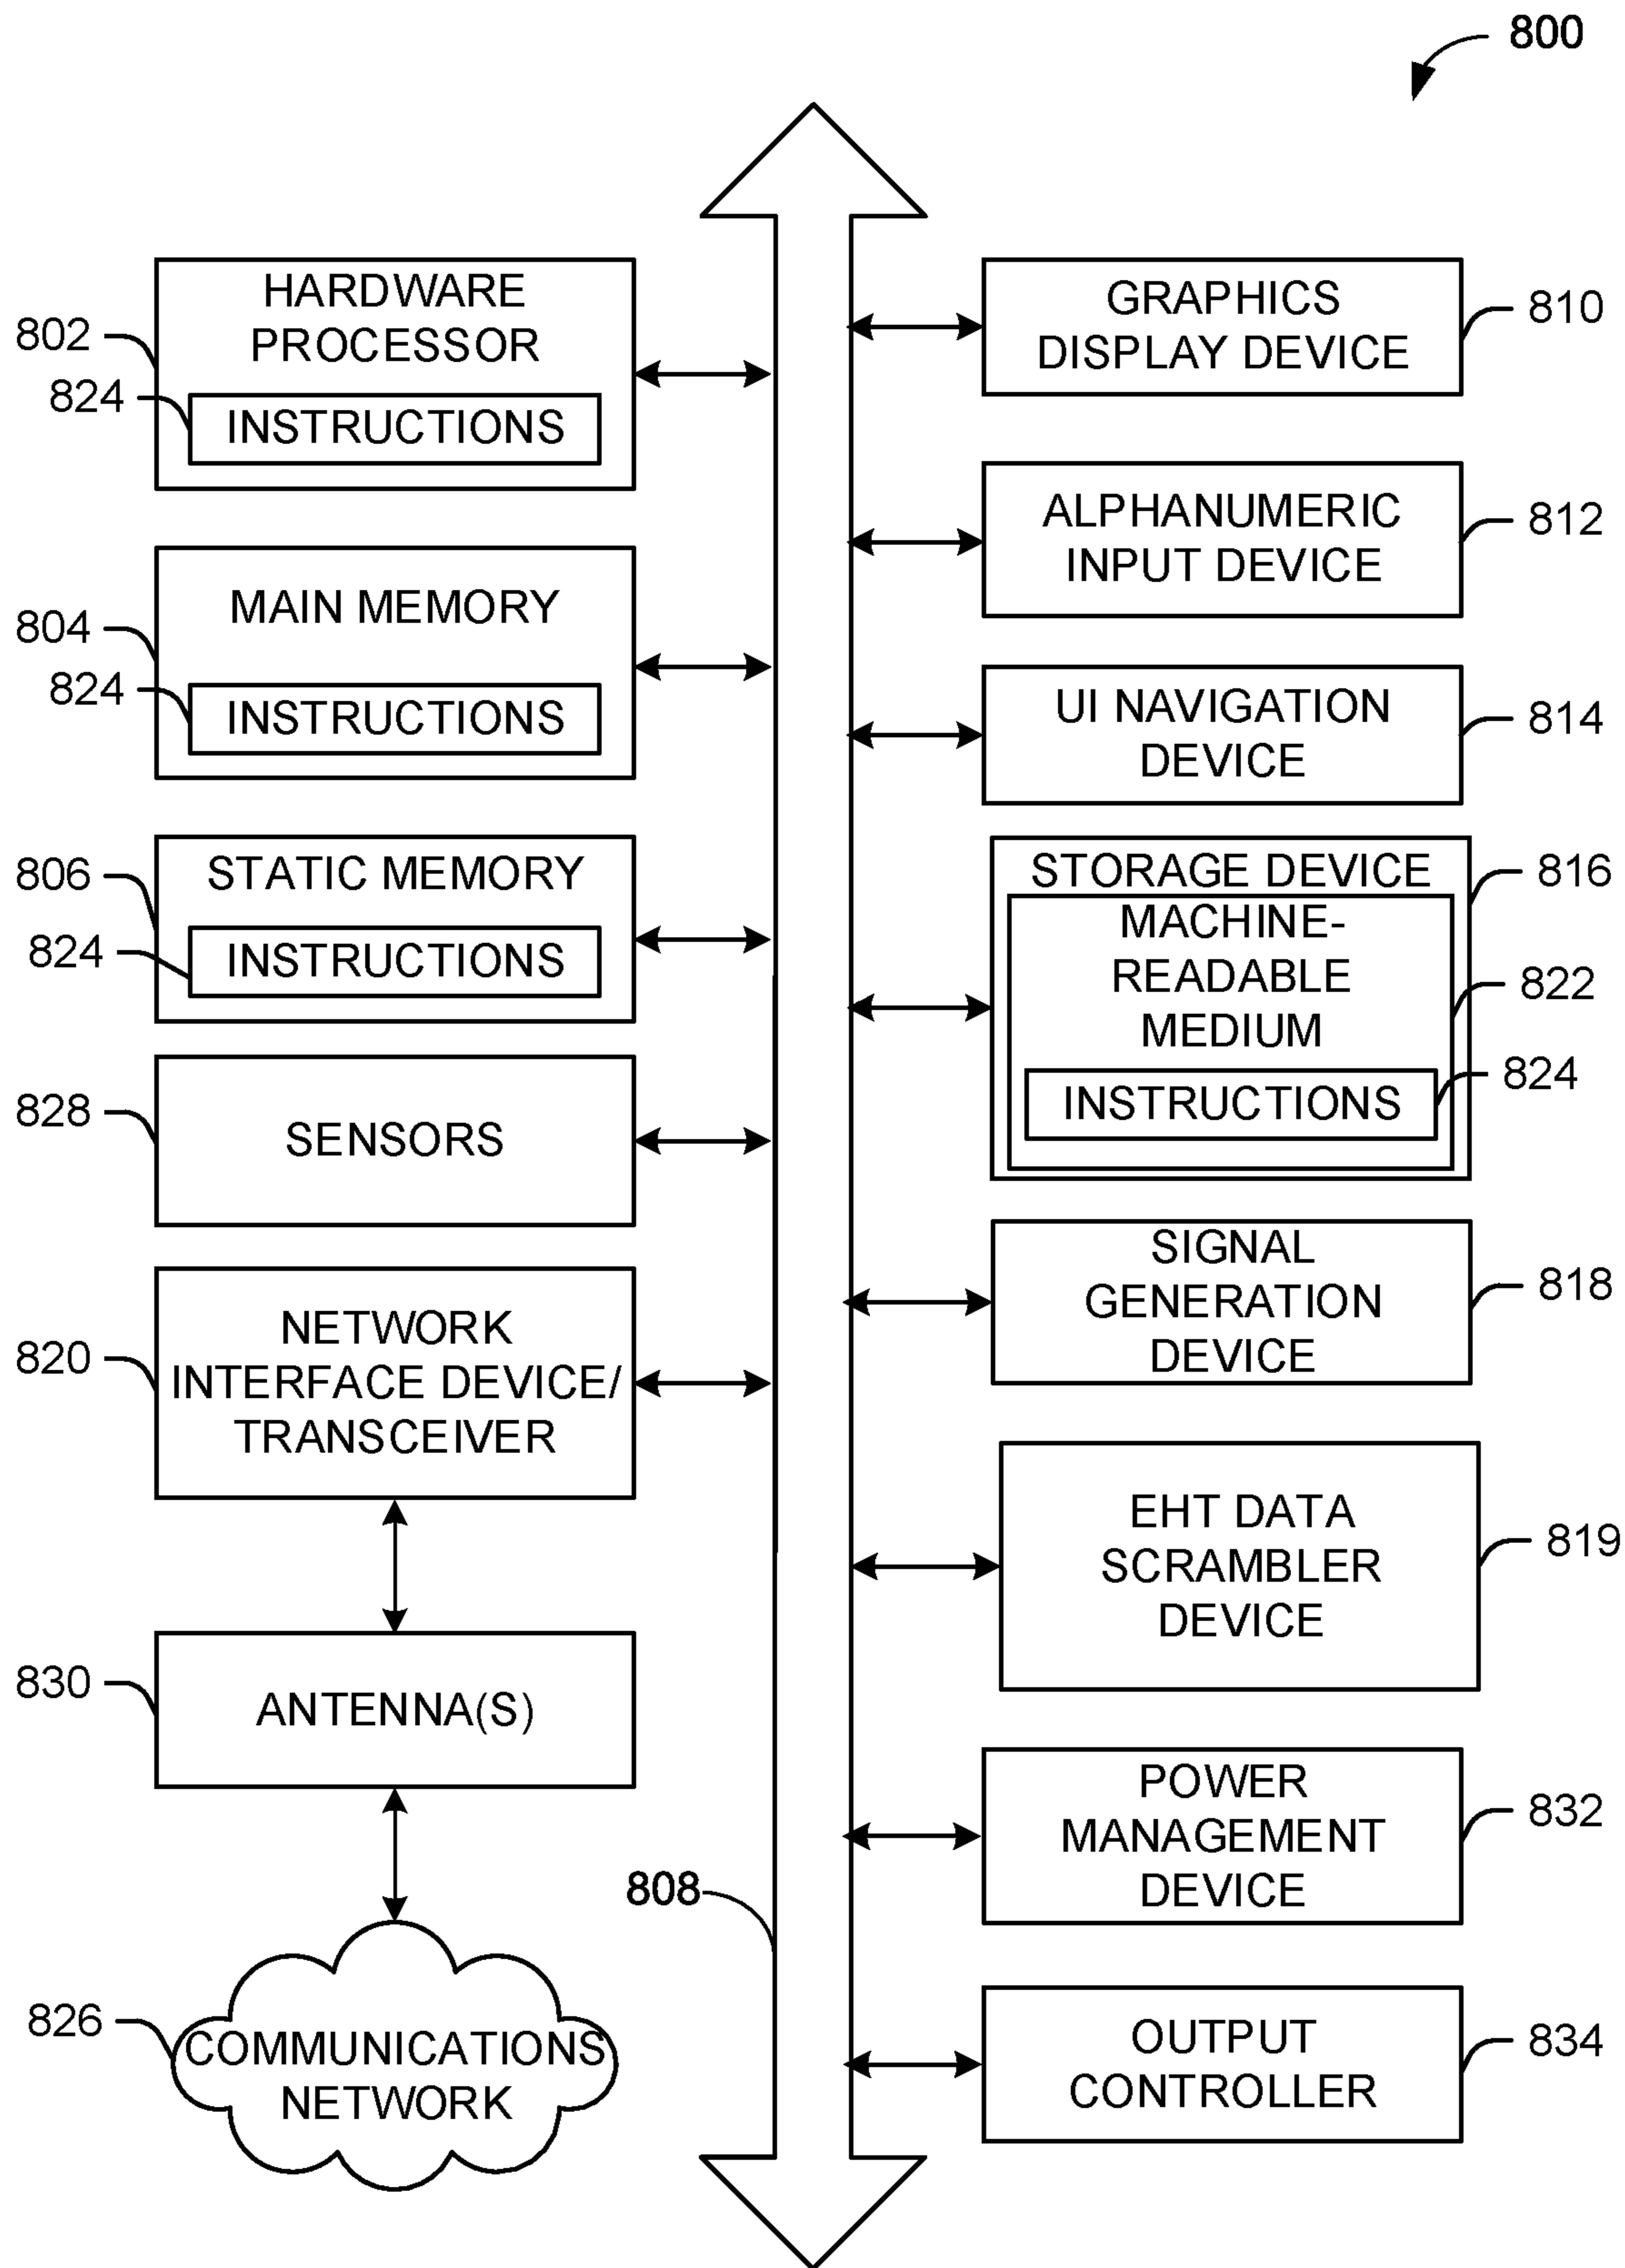 800
HARDWARE
PROCESSOR
802
824
INSTRUCTIONS
MAIN MEMORY
804
824
INSTRUCTIONS
STATIC MEMORY
806
824
INSTRUCTIONS
828
SENSORS
NETWORK
INTERFACE DEVICE/
TRANSCEIVER
820
830
ANTENNA(S)
826
COMMUNICATIONS
NETWORK
808
GRAPHICS
DISPLAY DEVICE
810
ALPHANUMERIC
INPUT DEVICE
812
UI NAVIGATION
DEVICE
814
STORAGE DEVICE
816
MACHINE-
READABLE
MEDIUM
822
INSTRUCTIONS
824
SIGNAL
GENERATION
DEVICE
818
EHT DATA
SCRAMBLER
DEVICE
819
POWER
MANAGEMENT
DEVICE
832
OUTPUT
CONTROLLER
834